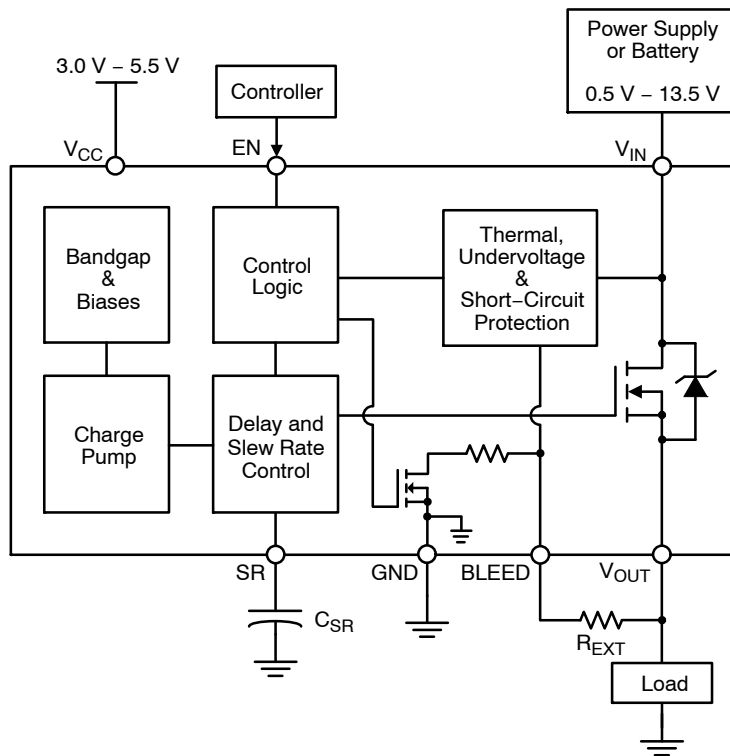 Power Supply
or Battery
0.5 V – 13.5 V
3.0 V – 5.5 V
Controller
VCC
EN
VIN
Bandgap
&
Biases
Control
Logic
Thermal,
Undervoltage
&
Short–Circuit
Protection
Charge
Pump
Delay and
Slew Rate
Control
SR
GND
BLEED
VOUT
CSR
REXT
Load